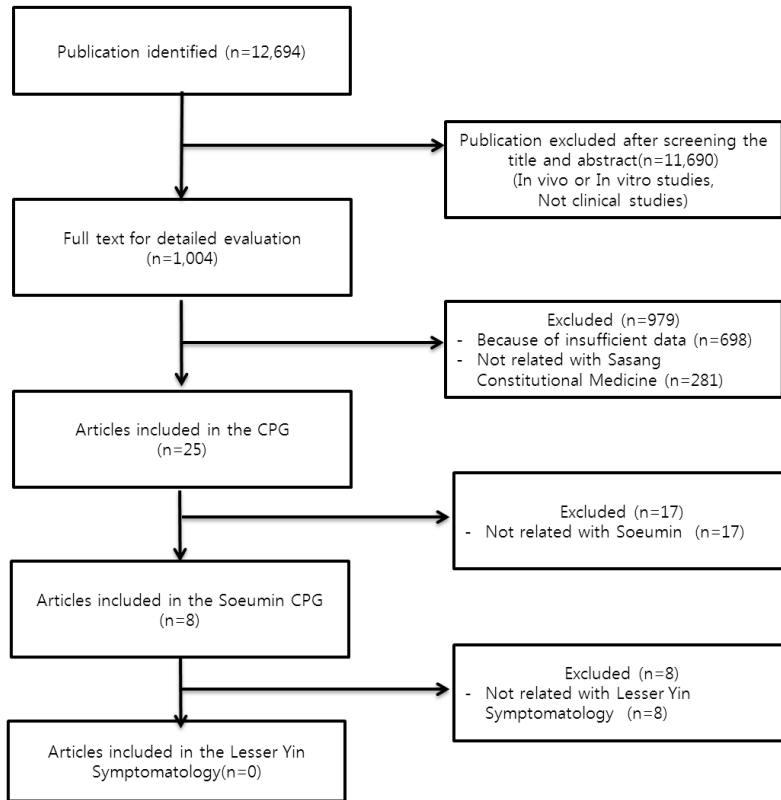 Publication identified (n=12,694)
Publication excluded after screening the
title and abstract(n=11,690)
(In vivo or In vitro studies,
Not clinical studies)
Full text for detailed evaluation
(n=1,004)
Excluded (n=979)
- Because of insufficient data (n=698)
- Not related with Sasang
Constitutional Medicine (n=281)
Articles included in the CPG
(n=25)
Excluded (n=17)
- Not related with Soeumin (n=17)
Articles included in the Soeumin CPG
(n=8)
Excluded (n=8)
- Not related with Lesser Yin
Symptomatology (n=8)
Articles included in the Lesser Yin
Symptomatology(n=0)